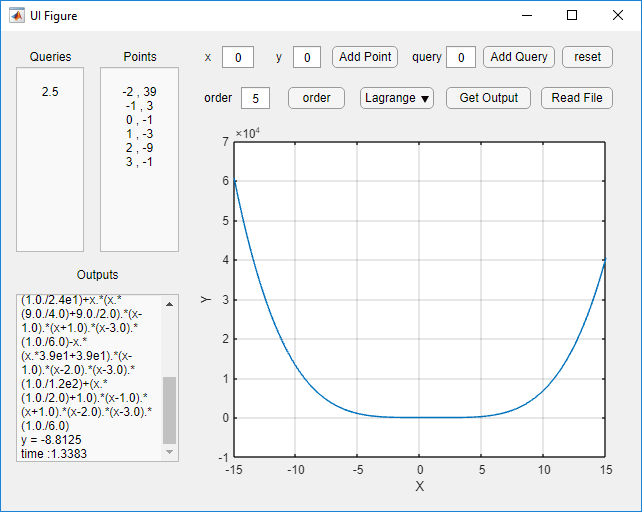 UI Figure
Queries
Points
x 0 y 0 Add Point query 0 Add Query reset
2.5
-2 , 39
-1 , 3
0 , -1
1 , -3
2 , -9
3 , -1
order 5 order Lagrange ▼ Get Output Read File
Outputs
(1.0./2.4e1)+x.*(x.*
(9.0./4.0)+9.0./2.0).*(x-
1.0).*(x+1.0).*(x-3.0).*
(1.0./6.0)-x.*
(x.*3.9e1+3.9e1).*(x-
1.0).*(x-2.0).*(x-3.0).*
(1.0./1.2e2)+(x.*
(1.0./2.0)+1.0).*(x-1.0).*
(x+1.0).*(x-2.0).*(x-3.0).*
(1.0./6.0)
y = -8.8125
time :1.3383
×10⁴
7
6
5
4
3
2
1
0
-1
Y
-15 -10 -5 0 5 10 15
X